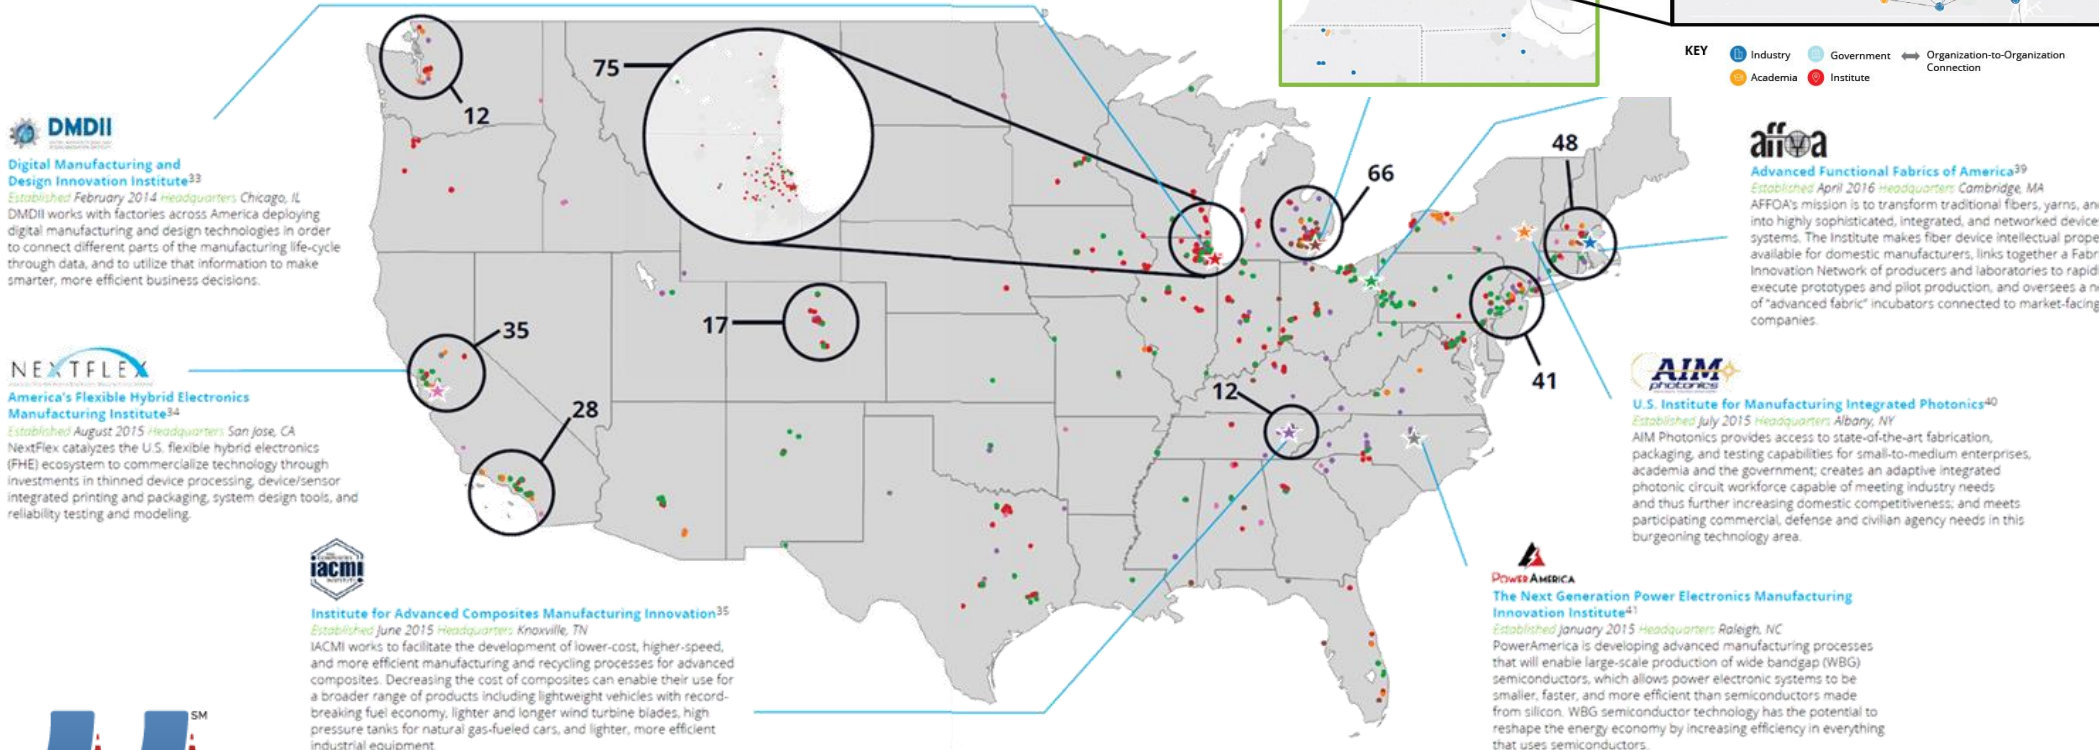 KEY
Industry
Government
Organization-to-Organization
Connection
Academia
Institute
75
12
66
48
35
17
28
12
41
DMDII
Digital Manufacturing and
Design Innovation Institute33
Established February 2014 Headquarters Chicago, IL
DMDII works with factories across America deploying
digital manufacturing and design technologies in order
to connect different parts of the manufacturing life-cycle
through data, and to utilize that information to make
smarter, more efficient business decisions.
NEXTFLEX
America's Flexible Hybrid Electronics
Manufacturing Institute34
Established August 2015 Headquarters San Jose, CA
NextFlex catalyzes the U.S. flexible hybrid electronics
(FHE) ecosystem to commercialize technology through
investments in thinned device processing, device/sensor
integrated printing and packaging, system design tools, and
reliability testing and modeling.
iacmi
Institute for Advanced Composites Manufacturing Innovation35
Established June 2015 Headquarters Knoxville, TN
IACMI works to facilitate the development of lower-cost, higher-speed,
and more efficient manufacturing and recycling processes for advanced
composites. Decreasing the cost of composites can enable their use for
a broader range of products including lightweight vehicles with record-
breaking fuel economy, lighter and longer wind turbine blades, high
pressure tanks for natural gas-fueled cars, and lighter, more efficient
industrial equipment
SM
affoa
Advanced Functional Fabrics of America39
Established April 2016 Headquarters Cambridge, MA
AFFOA's mission is to transform traditional fibers, yarns, an
into highly sophisticated, integrated, and networked device
systems. The Institute makes fiber device intellectual prope
available for domestic manufacturers, links together a Fabr
Innovation Network of producers and laboratories to rapid
execute prototypes and pilot production, and oversees a n
of "advanced fabric" incubators connected to market-facing
companies.
AIM
photonics
U.S. Institute for Manufacturing Integrated Photonics40
Established July 2015 Headquarters Albany, NY
AIM Photonics provides access to state-of-the-art fabrication,
packaging, and testing capabilities for small-to-medium enterprises,
academia and the government; creates an adaptive integrated
photonic circuit workforce capable of meeting industry needs
and thus further increasing domestic competitiveness; and meets
participating commercial, defense and civilian agency needs in this
burgeoning technology area.
POWERAMERICA
The Next Generation Power Electronics Manufacturing
Innovation Institute41
Established January 2015 Headquarters Raleigh, NC
PowerAmerica is developing advanced manufacturing processes
that will enable large-scale production of wide bandgap (WBG)
semiconductors, which allows power electronic systems to be
smaller, faster, and more efficient than semiconductors made
from silicon. WBG semiconductor technology has the potential to
reshape the energy economy by increasing efficiency in everything
that uses semiconductors.